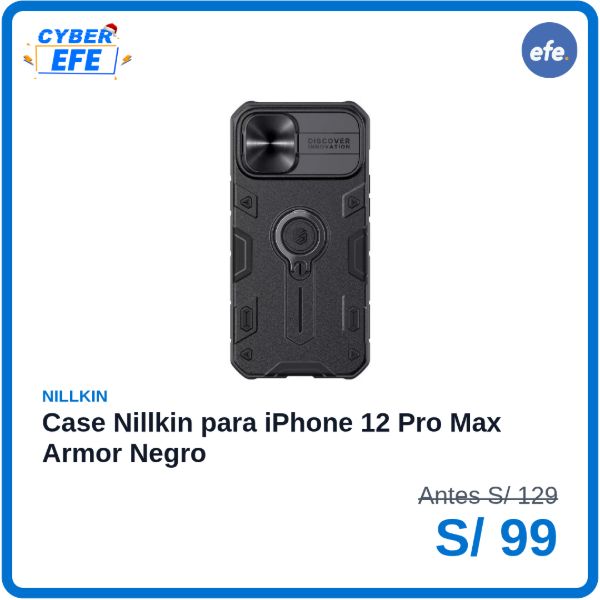 CYBER
EFE
efe.
DISCOVER
INNOVATION
NILLKIN
Case Nillkin para iPhone 12 Pro Max
Armor Negro
Antes S/ 129
S/ 99